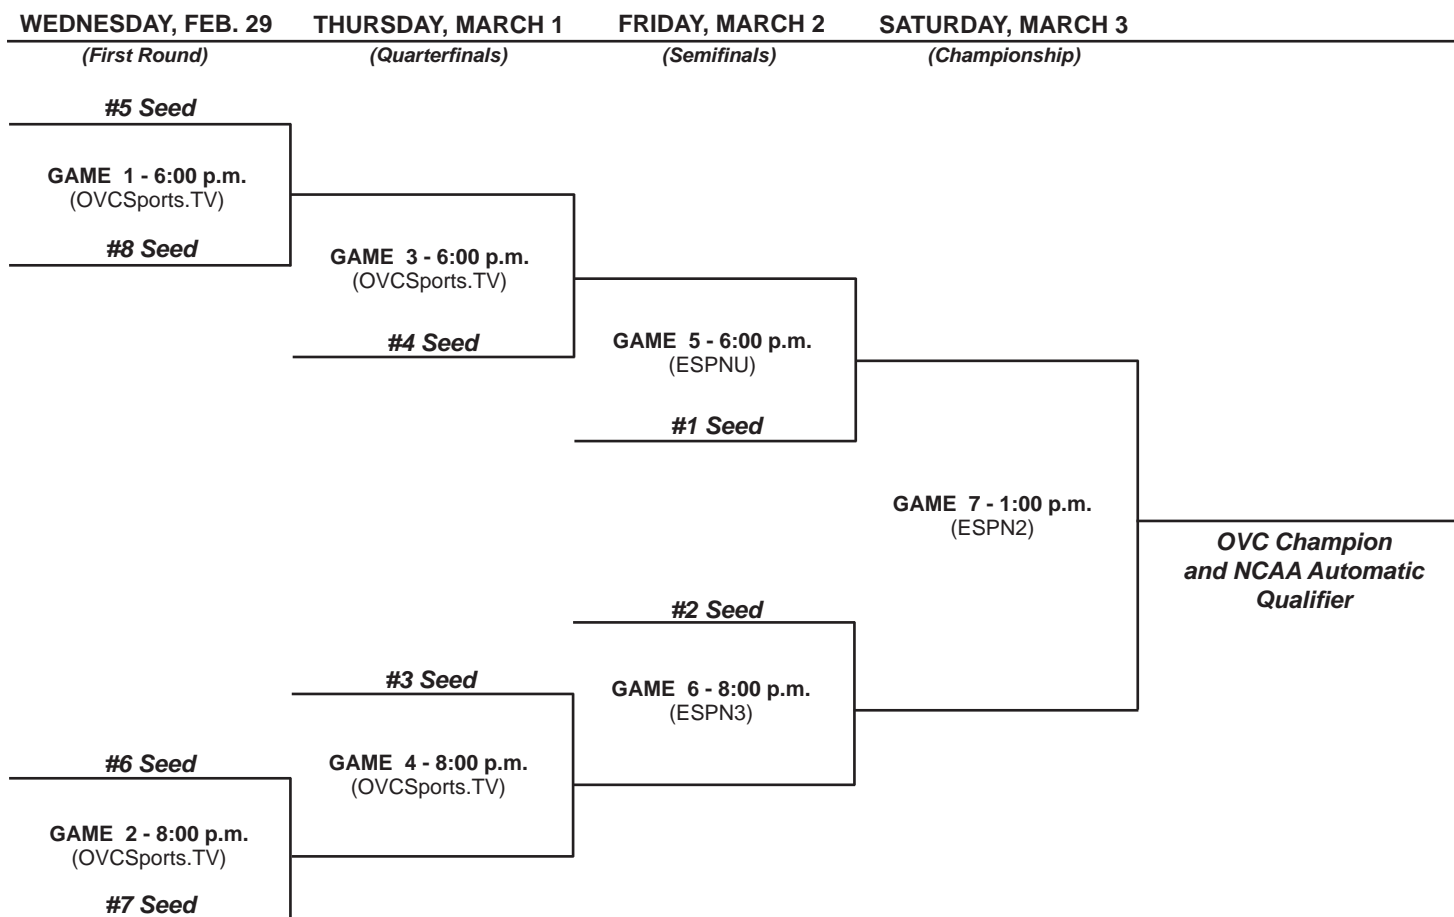 WEDNESDAY, FEB. 29
(First Round)
THURSDAY, MARCH 1
(Quarterfinals)
FRIDAY, MARCH 2
(Semifinals)
SATURDAY, MARCH 3
(Championship)
#5 Seed
GAME 1 - 6:00 p.m.
(OVCSports.TV)
#8 Seed
GAME 3 - 6:00 p.m.
(OVCSports.TV)
#4 Seed
GAME 5 - 6:00 p.m.
(ESPNU)
#1 Seed
GAME 7 - 1:00 p.m.
(ESPN2)
OVC Champion
and NCAA Automatic
Qualifier
#2 Seed
GAME 6 - 8:00 p.m.
(ESPN3)
#3 Seed
GAME 4 - 8:00 p.m.
(OVCSports.TV)
#6 Seed
GAME 2 - 8:00 p.m.
(OVCSports.TV)
#7 Seed